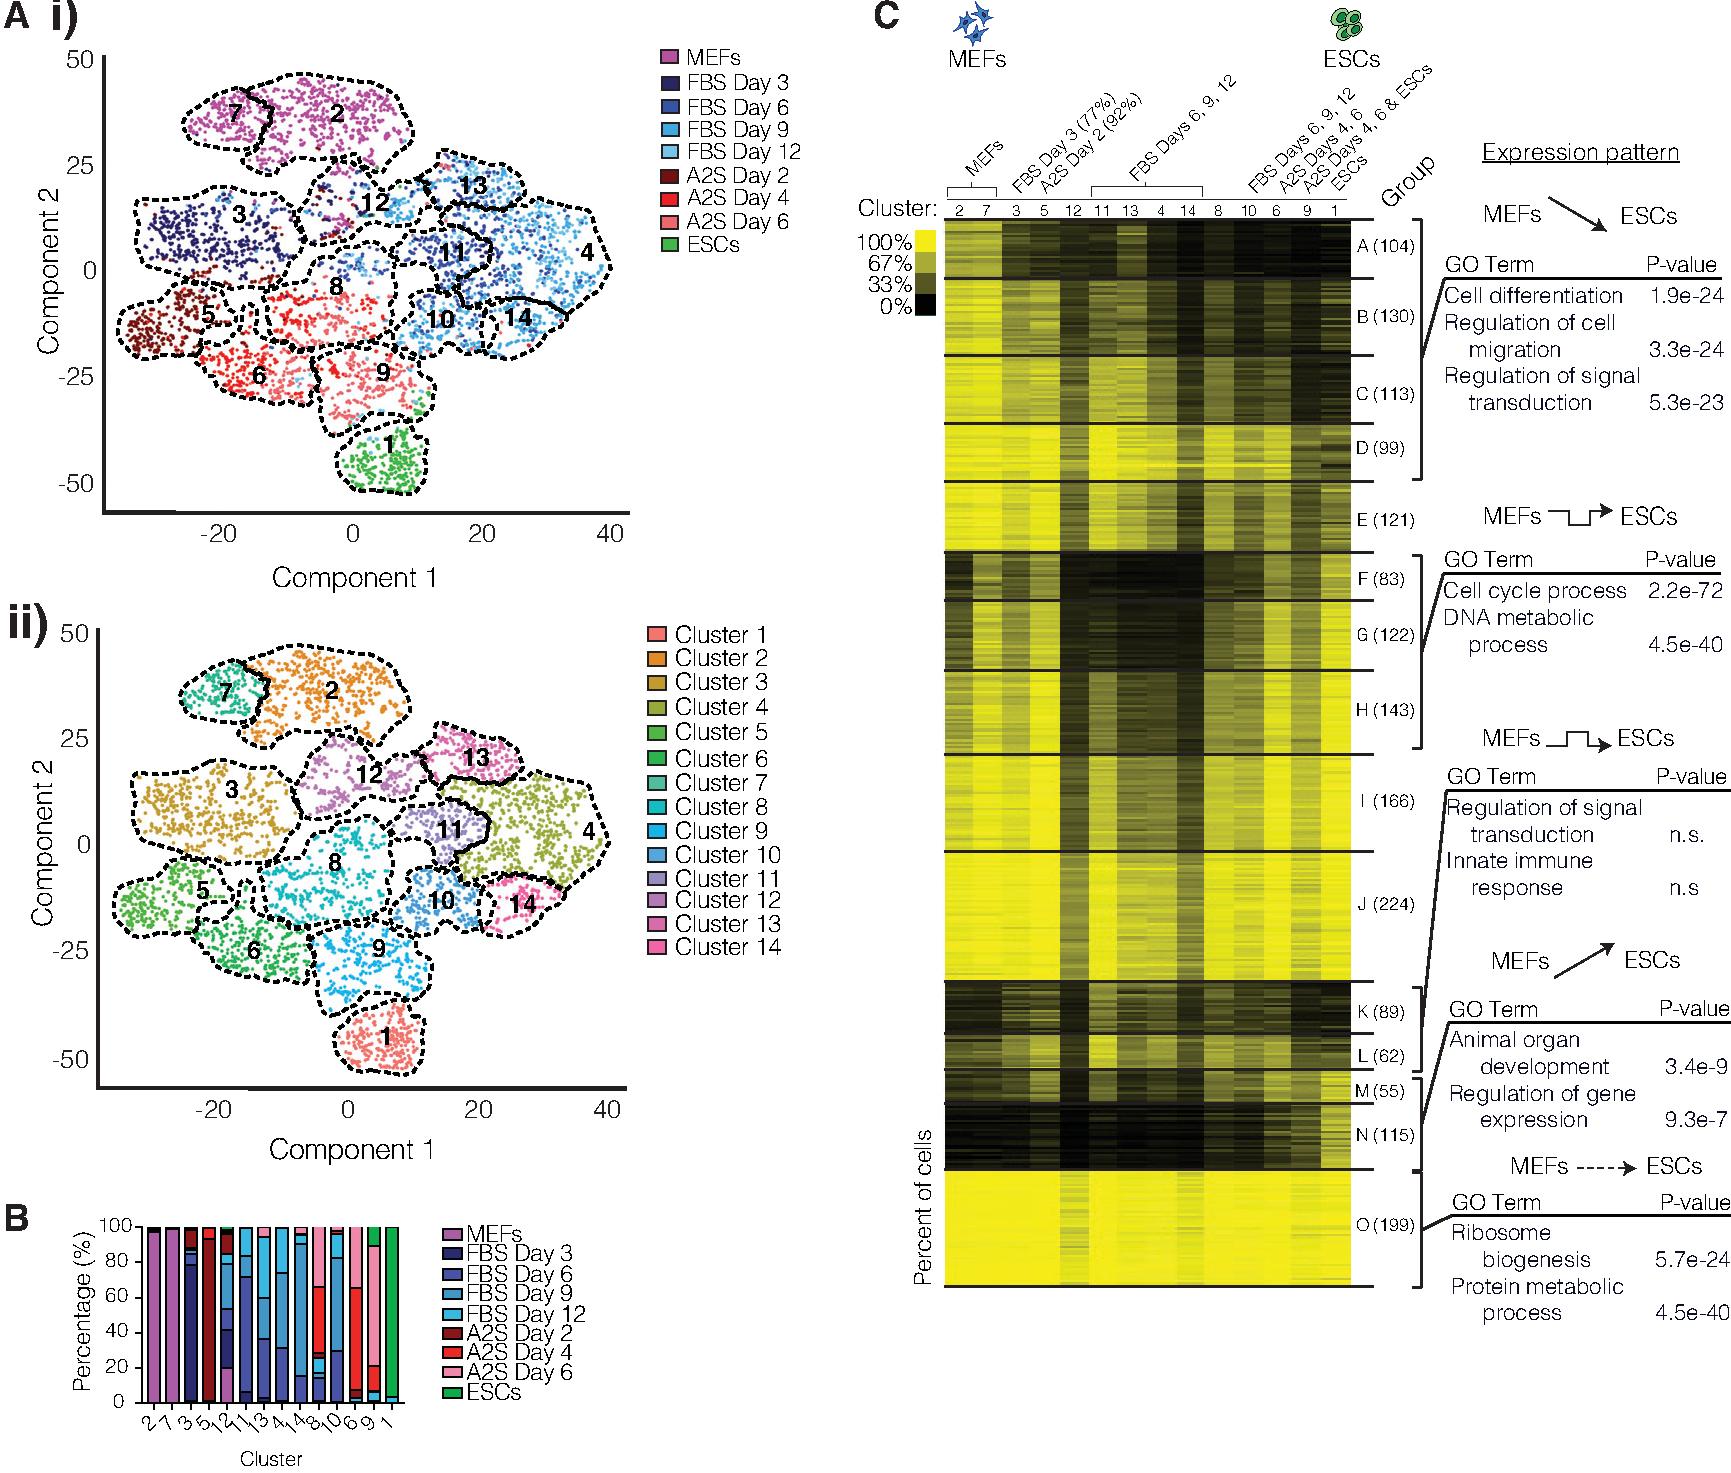 A i)
50
25
0
-25
-50
Component 2
-20 0 20 40
Component 1
7 2 3 12 13 11 4 8 5 10 14 6 9 1
MEFs
FBS Day 3
FBS Day 6
FBS Day 9
FBS Day 12
A2S Day 2
A2S Day 4
A2S Day 6
ESCs
ii)
50
25
0
-25
-50
Component 2
-20 0 20 40
Component 1
7 2 3 12 13 11 4 8 5 10 14 6 9 1
Cluster 1
Cluster 2
Cluster 3
Cluster 4
Cluster 5
Cluster 6
Cluster 7
Cluster 8
Cluster 9
Cluster 10
Cluster 11
Cluster 12
Cluster 13
Cluster 14
B
Percentage (%)
100
80
60
40
20
0
2 7 3 5 12 11 13 4 14 8 10 6 9 1
Cluster
MEFs
FBS Day 3
FBS Day 6
FBS Day 9
FBS Day 12
A2S Day 2
A2S Day 4
A2S Day 6
ESCs
C
MEFs
ESCs
MEFs
FBS Day 3 (77%)
A2S Day 2 (92%)
FBS Days 6, 9, 12
FBS Days 6, 9, 12
A2S Days 4, 6
A2S Days 4, 6 & ESCs
ESCs
Group
Cluster: 2 7 3 5 12 11 13 4 14 8 10 6 9 1
100%
67%
33%
0%
Percent of cells
A (104)
B (130)
C (113)
D (99)
E (121)
F (83)
G (122)
H (143)
I (166)
J (224)
K (89)
L (62)
M (55)
N (115)
O (199)
Expression pattern
MEFs ESCs
GO Term P-value
Cell differentiation 1.9e-24
Regulation of cell
migration 3.3e-24
Regulation of signal
transduction 5.3e-23
MEFs ESCs
GO Term P-value
Cell cycle process 2.2e-72
DNA metabolic
process 4.5e-40
MEFs ESCs
GO Term P-value
Regulation of signal
transduction n.s.
Innate immune
response n.s
MEFs ESCs
GO Term P-value
Animal organ
development 3.4e-9
Regulation of gene
expression 9.3e-7
MEFs ESCs
GO Term P-value
Ribosome
biogenesis 5.7e-24
Protein metabolic
process 4.5e-40